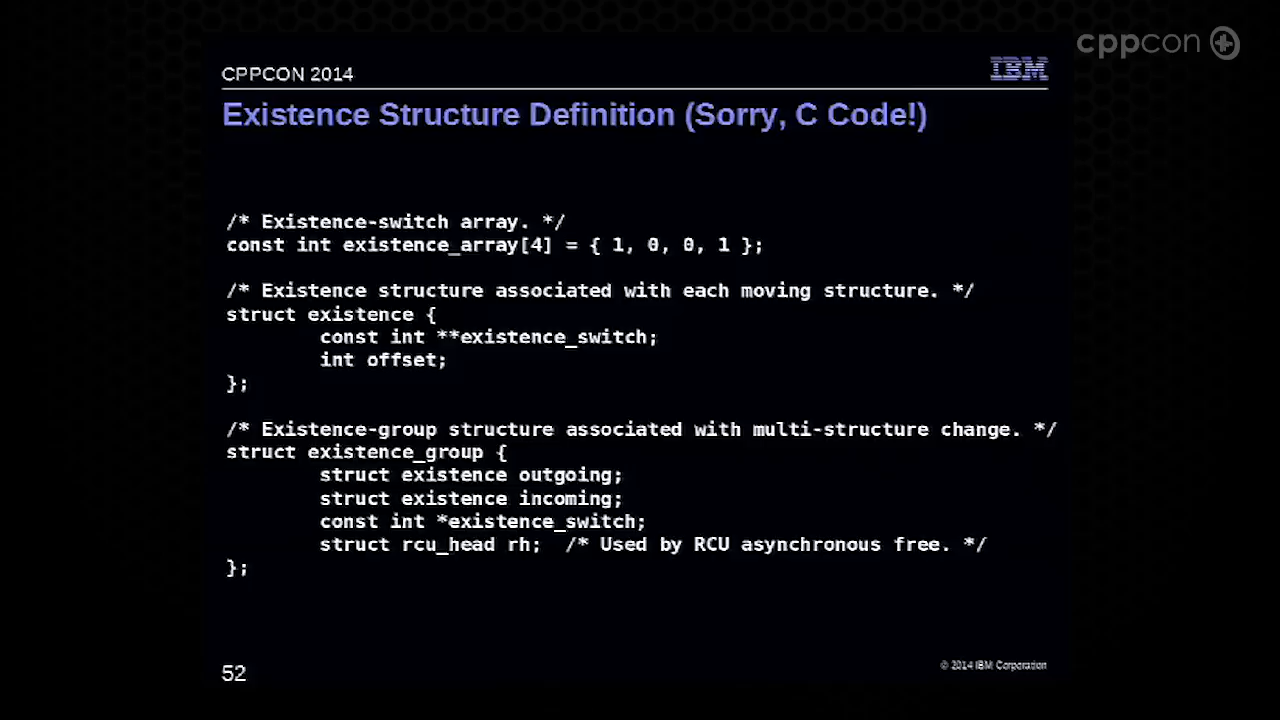 cppcon
CPPCON 2014
IBM
Existence Structure Definition (Sorry, C Code!)
/* Existence-switch array. */
const int existence_array[4] = { 1, 0, 0, 1 };
/* Existence structure associated with each moving structure. */
struct existence {
const int **existence_switch;
int offset;
};
/* Existence-group structure associated with multi-structure change. */
struct existence_group {
struct existence outgoing;
struct existence incoming;
const int *existence_switch;
struct rcu_head rh; /* Used by RCU asynchronous free. */
};
52
© 2014 IBM Corporation